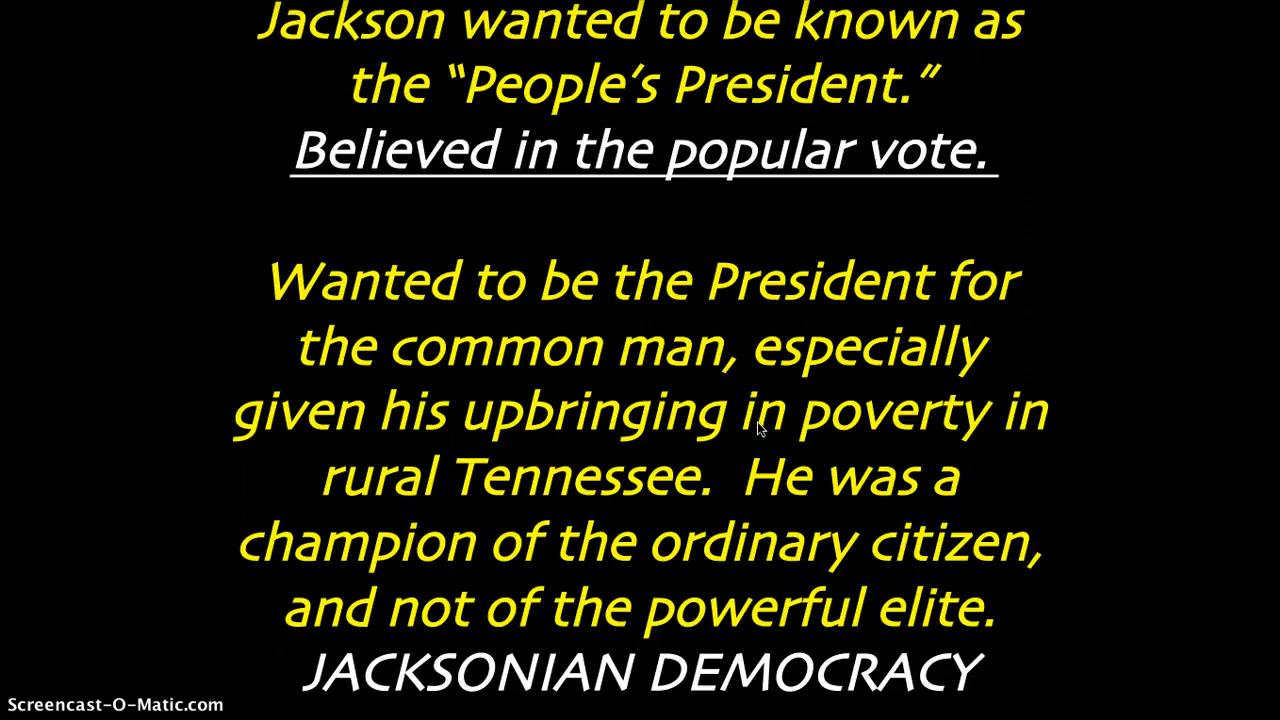 Jackson wanted to be known as
the “People’s President.”
Believed in the popular vote.
Wanted to be the President for
the common man, especially
given his upbringing in poverty in
rural Tennessee. He was a
champion of the ordinary citizen,
and not of the powerful elite.
JACKSONIAN DEMOCRACY
Screencast-O-Matic.com